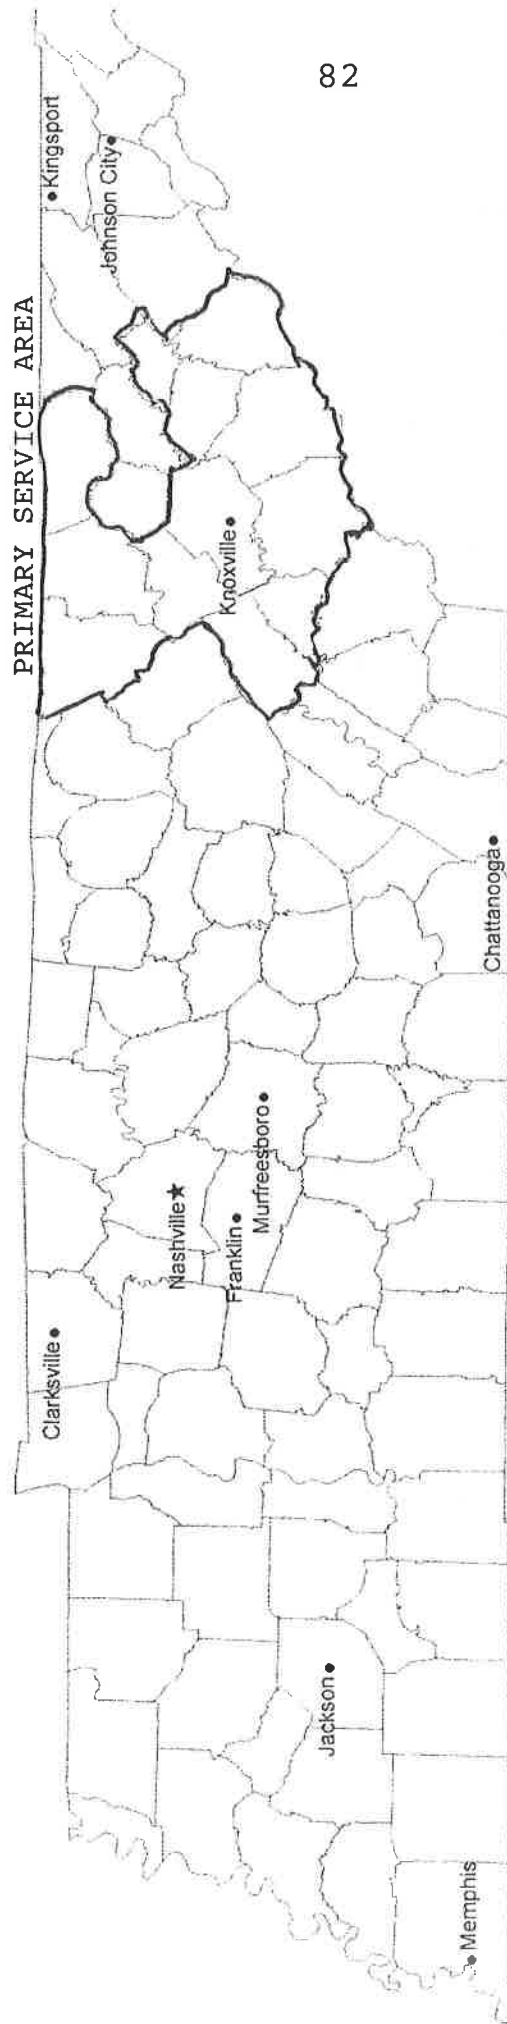 82
PRIMARY SERVICE AREA
Kingsport
Johnson City
Knoxville
Chattanooga
Murfreesboro
Nashville
Franklin
Clarksville
Jackson
Memphis